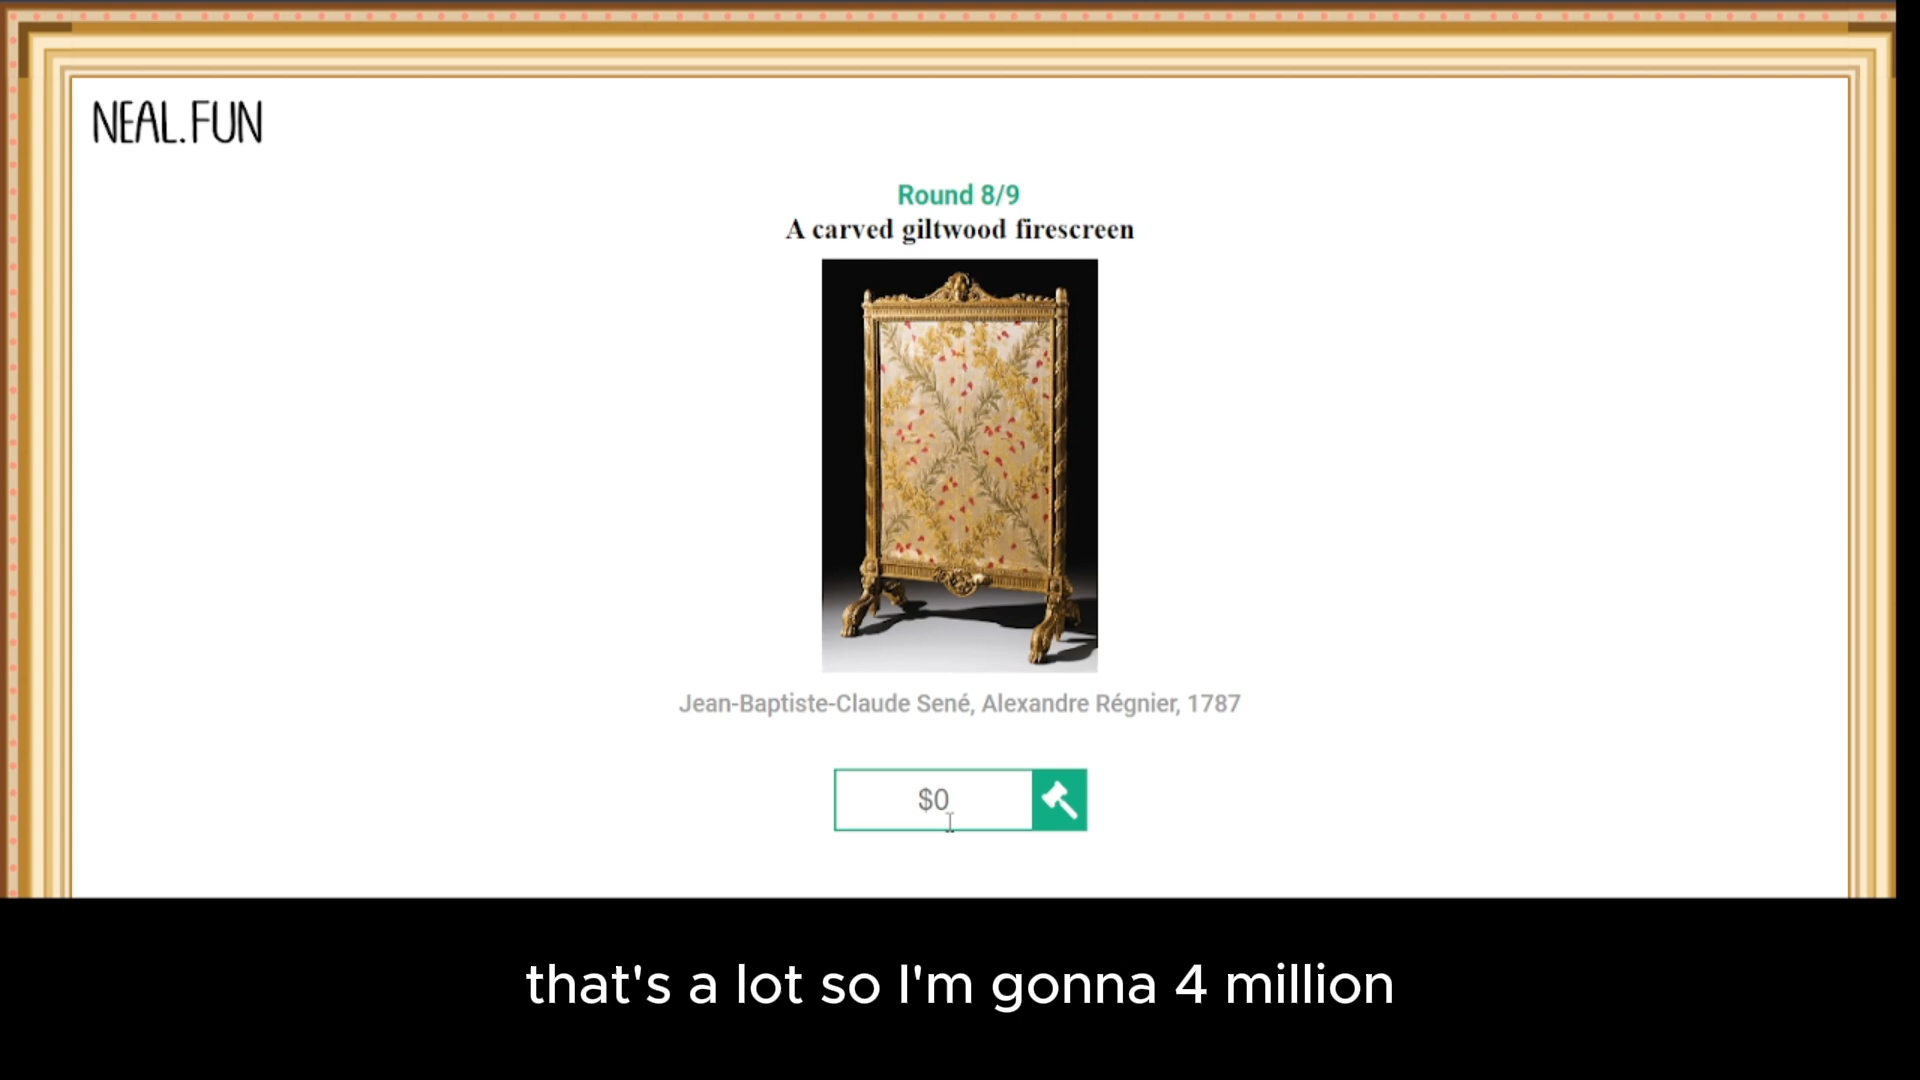 NEAL.FUN
Round 8/9
A carved giltwood firescreen
Jean-Baptiste-Claude Sené, Alexandre Régnier, 1787
$0
that's a lot so I'm gonna 4 million